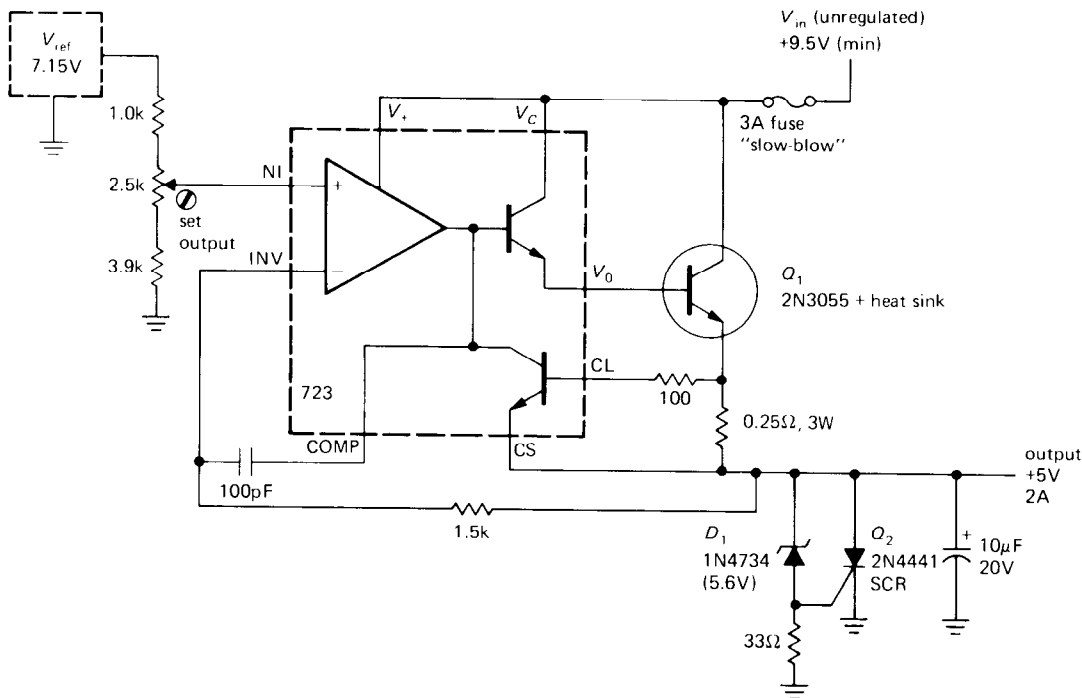 V_ref
7.15V
1.0k
2.5k
3.9k
set
output
NI
INV
V_+
V_C
V_in (unregulated)
+9.5V (min)
3A fuse
"slow-blow"
+
−
V_0
Q_1
2N3055 + heat sink
CL
100
723
COMP
CS
0.25Ω, 3W
100pF
1.5k
output
+5V
2A
D_1
1N4734
(5.6V)
Q_2
2N4441
SCR
+
10μF
20V
33Ω